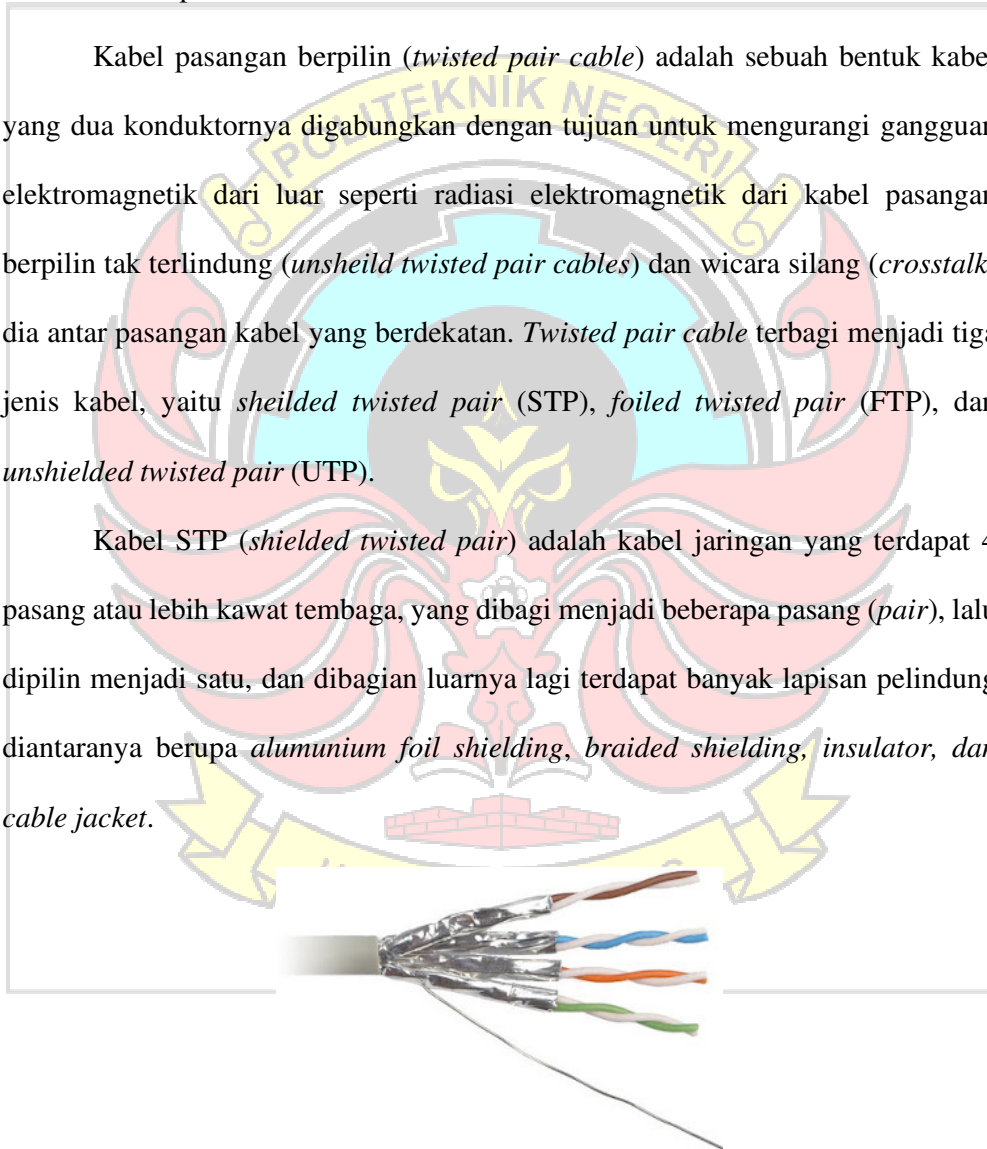 Kabel pasangan berpilin (twisted pair cable) adalah sebuah bentuk kabel
yang dua konduktornya digabungkan dengan tujuan untuk mengurangi gangguan
elektromagnetik dari luar seperti radiasi elektromagnetik dari kabel pasangan
berpilin tak terlindung (unsheild twisted pair cables) dan wicara silang (crosstalk
dia antar pasangan kabel yang berdekatan. Twisted pair cable terbagi menjadi tiga
jenis kabel, yaitu sheilded twisted pair (STP), foiled twisted pair (FTP), dan
unshielded twisted pair (UTP).
Kabel STP (shielded twisted pair) adalah kabel jaringan yang terdapat 4
pasang atau lebih kawat tembaga, yang dibagi menjadi beberapa pasang (pair), lalu
dipilin menjadi satu, dan dibagian luarnya lagi terdapat banyak lapisan pelindung
diantaranya berupa alumunium foil shielding, braided shielding, insulator, dan
cable jacket.
POLITEKNIK NEGERI